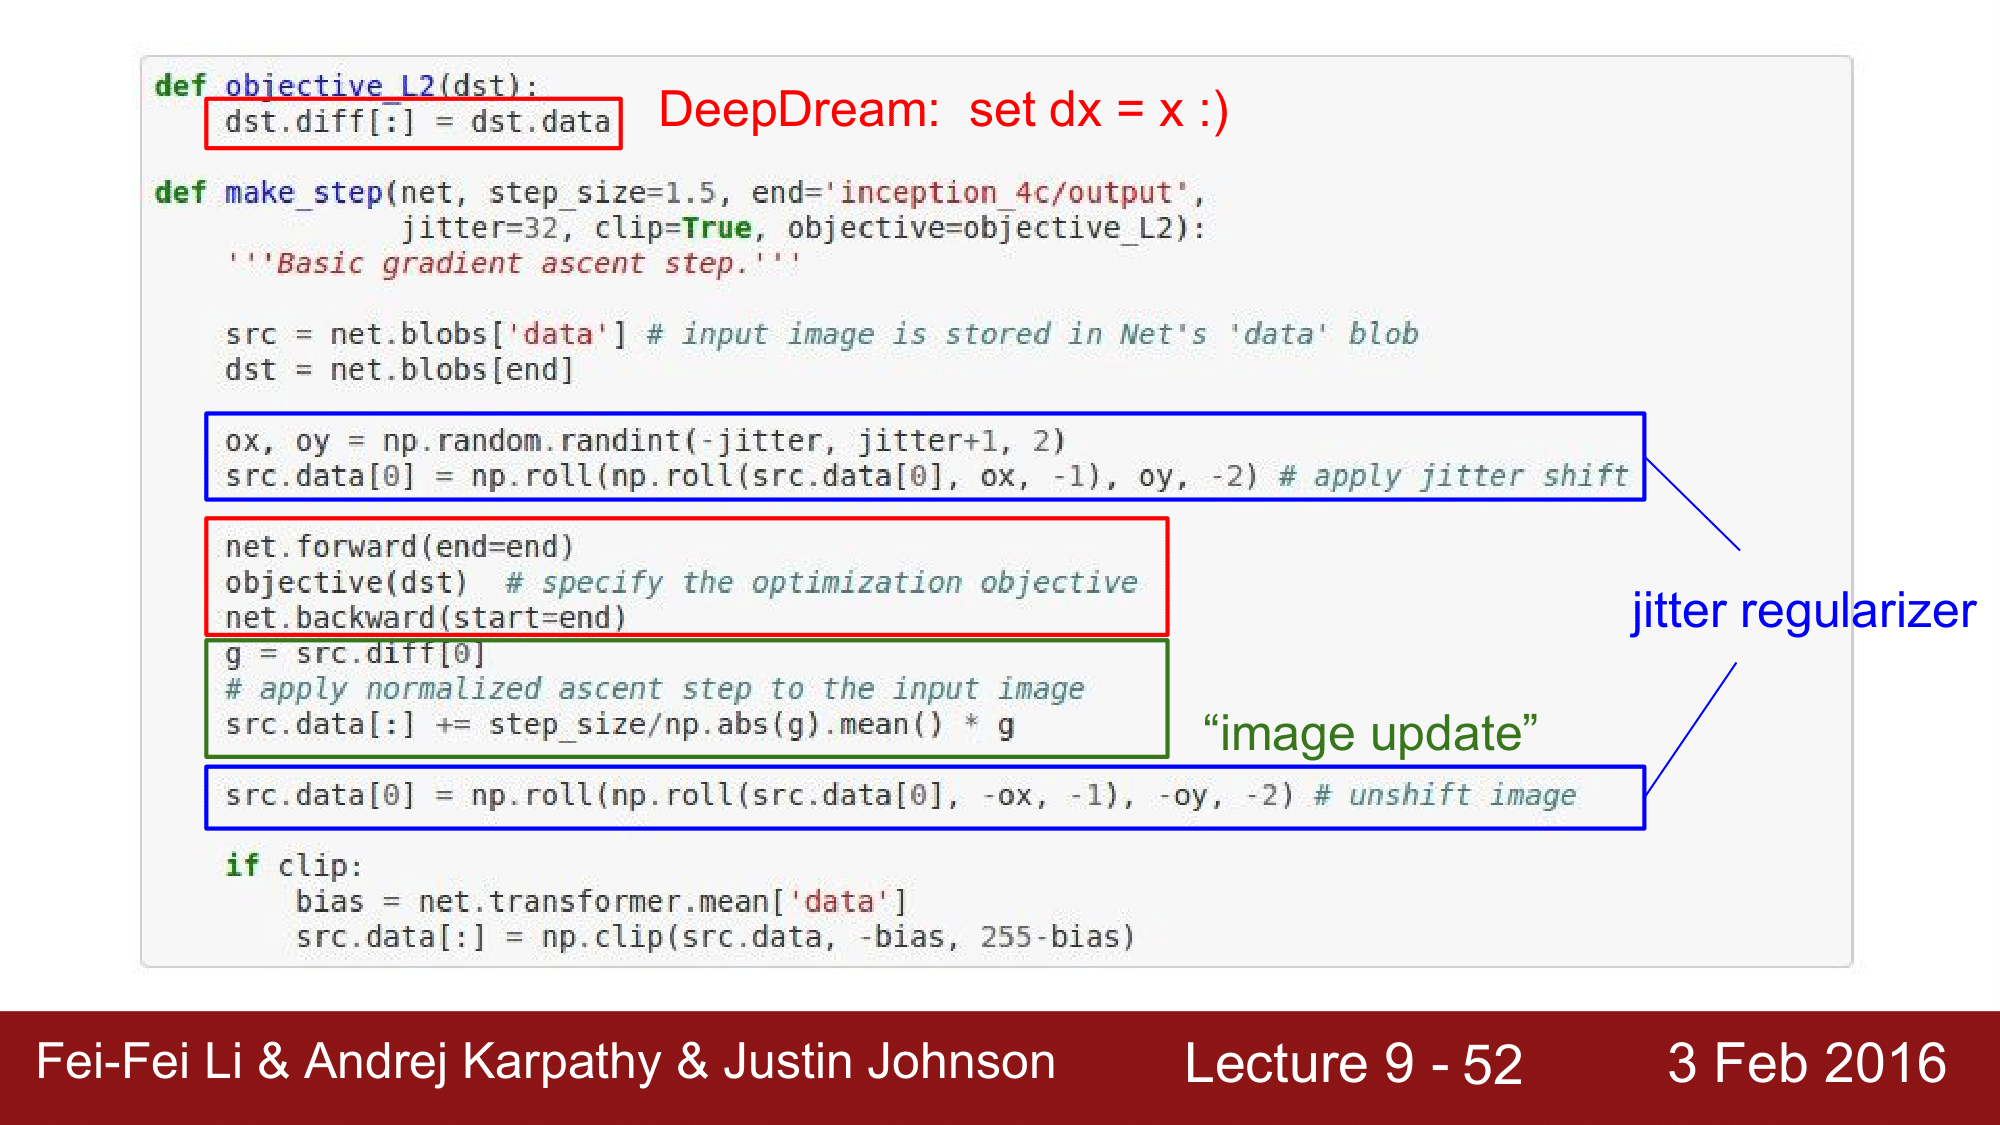 def objective_L2(dst):
    dst.diff[:] = dst.data
DeepDream: set dx = x :)
def make_step(net, step_size=1.5, end='inception_4c/output',
              jitter=32, clip=True, objective=objective_L2):
    '''Basic gradient ascent step.'''
    src = net.blobs['data'] # input image is stored in Net's 'data' blob
    dst = net.blobs[end]
    ox, oy = np.random.randint(-jitter, jitter+1, 2)
    src.data[0] = np.roll(np.roll(src.data[0], ox, -1), oy, -2) # apply jitter shift
    net.forward(end=end)
    objective(dst)  # specify the optimization objective
    net.backward(start=end)
jitter regularizer
    g = src.diff[0]
    # apply normalized ascent step to the input image
    src.data[:] += step_size/np.abs(g).mean() * g
“image update”
    src.data[0] = np.roll(np.roll(src.data[0], -ox, -1), -oy, -2) # unshift image
    if clip:
        bias = net.transformer.mean['data']
        src.data[:] = np.clip(src.data, -bias, 255-bias)
Fei-Fei Li & Andrej Karpathy & Justin Johnson
Lecture 9 - 52
3 Feb 2016